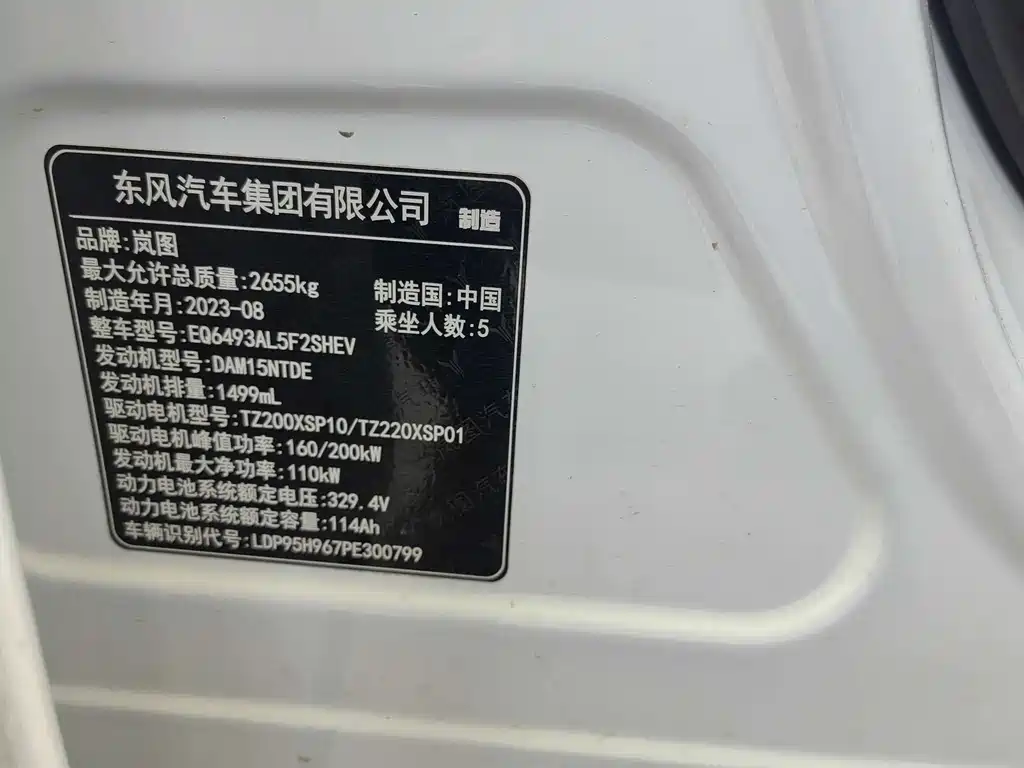 东风汽车集团有限公司 制造
品牌:岚图
最大允许总质量:2655kg 制造国:中国
制造年月:2023-08 乘坐人数:5
整车型号:EQ6493AL5F2SHEV
发动机型号:DAM15NTDE
发动机排量:1499mL
驱动电机型号:TZ200XSP10/TZ220XSP01
驱动电机峰值功率:160/200kW
发动机最大净功率:110kW
动力电池系统额定电压:329.4V
动力电池系统额定容量:114Ah
车辆识别代号:LDP95H967PE300799